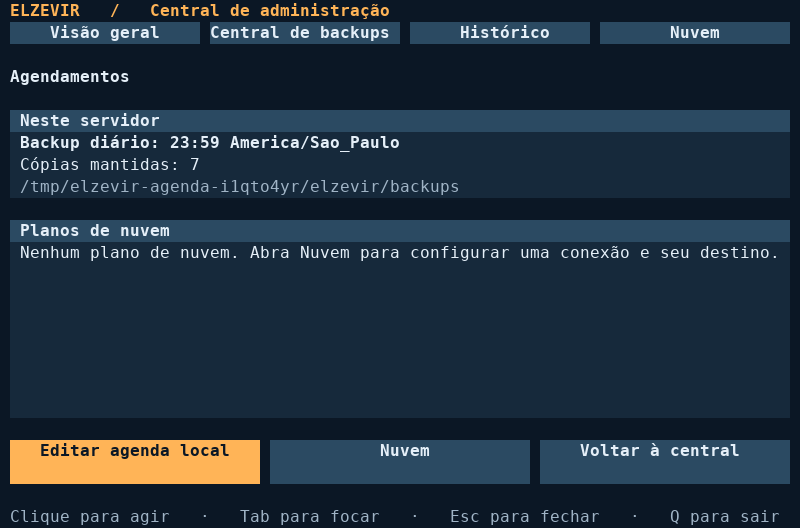 ELZEVIR / Central de administração
Visão geral Central de backups Histórico Nuvem
Agendamentos
Neste servidor
Backup diário: 23:59 America/Sao_Paulo
Cópias mantidas: 7
/tmp/elzevir-agenda-i1qto4yr/elzevir/backups
Planos de nuvem
Nenhum plano de nuvem. Abra Nuvem para configurar uma conexão e seu destino.
Editar agenda local Nuvem Voltar à central
Clique para agir · Tab para focar · Esc para fechar · Q para sair